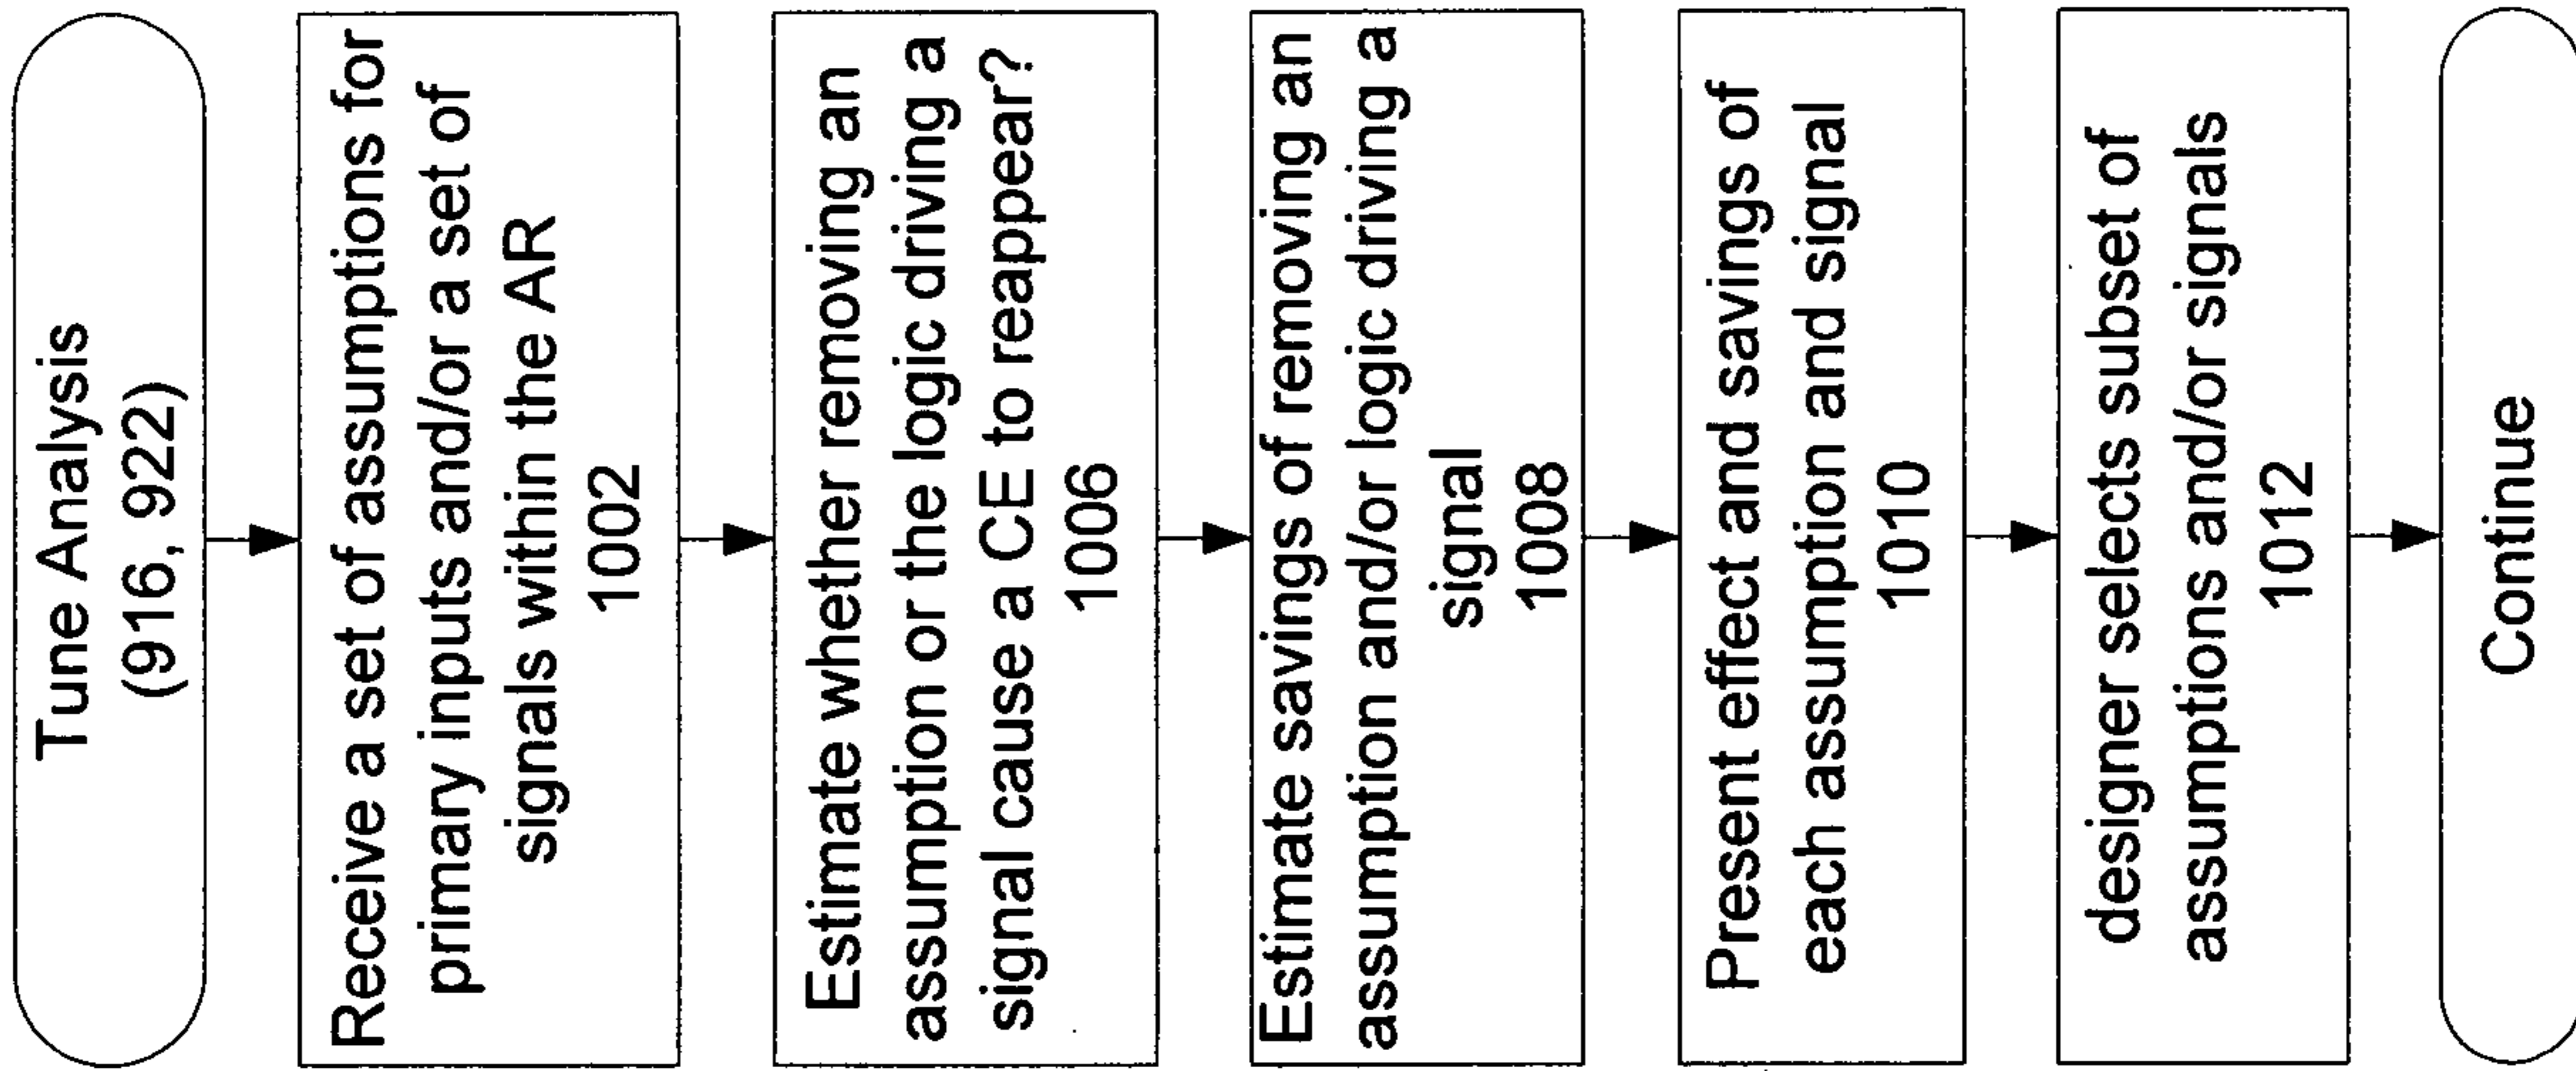 Tune Analysis
(916, 922)
Receive a set of assumptions for
primary inputs and/or a set of
signals within the AR
1002
Estimate whether removing an
assumption or the logic driving a
signal cause a CE to reappear?
1006
Estimate savings of removing an
assumption and/or logic driving a
signal
1008
Present effect and savings of
each assumption and signal
1010
designer selects subset of
assumptions and/or signals
1012
Continue